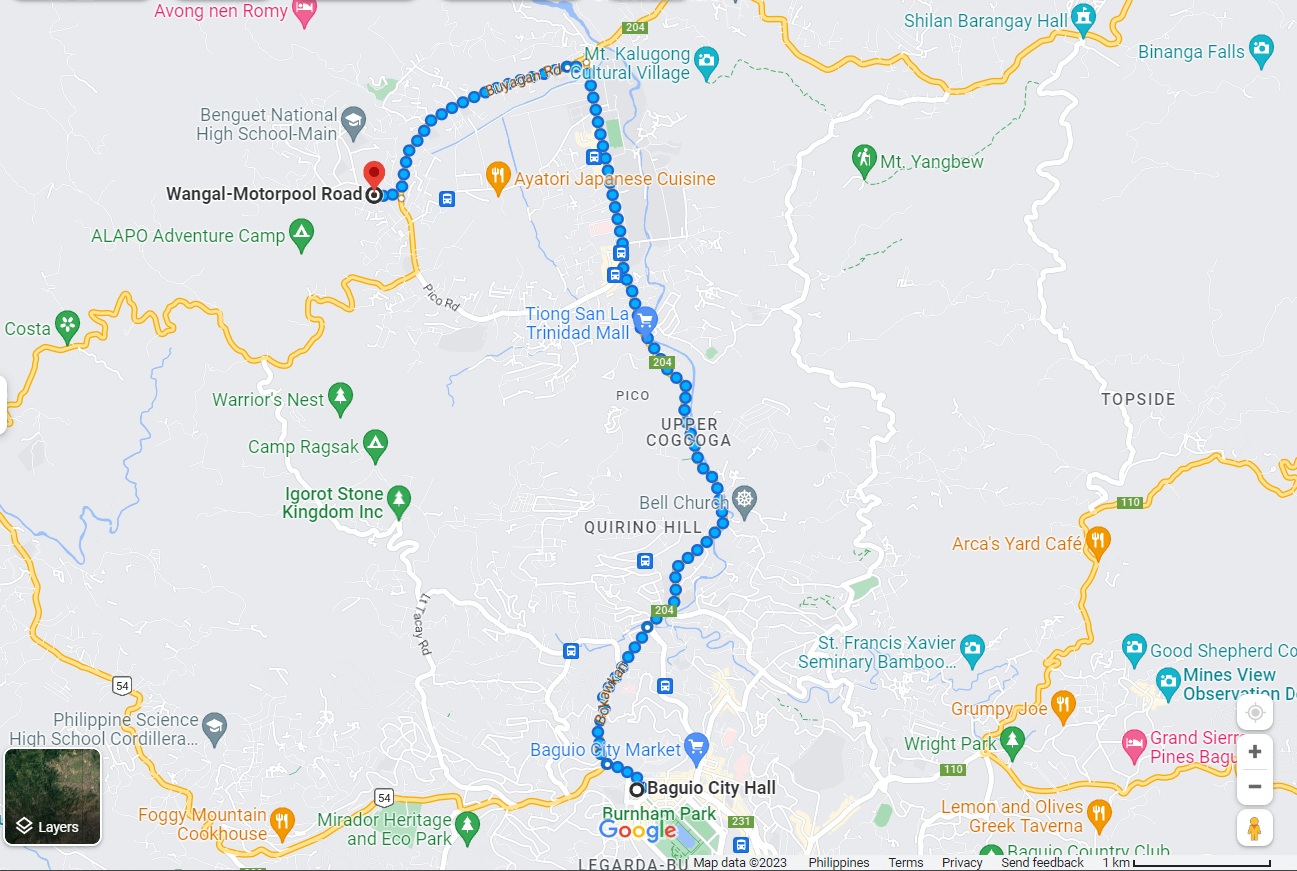 Avong nen Romy
204
Shilan Barangay Hall
Mt. Kalugong
Cultural Village
Binanga Falls
Buyagan Rd
Benguet National
High School-Main
Mt. Yangbew
Ayatori Japanese Cuisine
Wangal-Motorpool Road
ALAPO Adventure Camp
Pico Rd
Costa
Tiong San La
Trinidad Mall
204
PICO
Warrior's Nest
TOPSIDE
UPPER
COGCOGA
Camp Ragsak
Igorot Stone
Kingdom Inc
Bell Church
110
QUIRINO HILL
Arca's Yard Café
204
Lt Tacay Rd
St. Francis Xavier
Seminary Bamboo...
Good Shepherd Co
Mines View
Observation D
54
Bokawkan
Grumpy Joe
Philippine Science
High School Cordillera...
Baguio City Market
Wright Park
Grand Sierr
Pines Bagu
110
Baguio City Hall
54
Foggy Mountain
Cookhouse
Mirador Heritage
and Eco Park
Burnham Park
Google
231
Lemon and Olives
Greek Taverna
Layers
Baguio Country Club
LEGARDA-BU
Map data ©2023
Philippines
Terms
Privacy
Send feedback
1 km